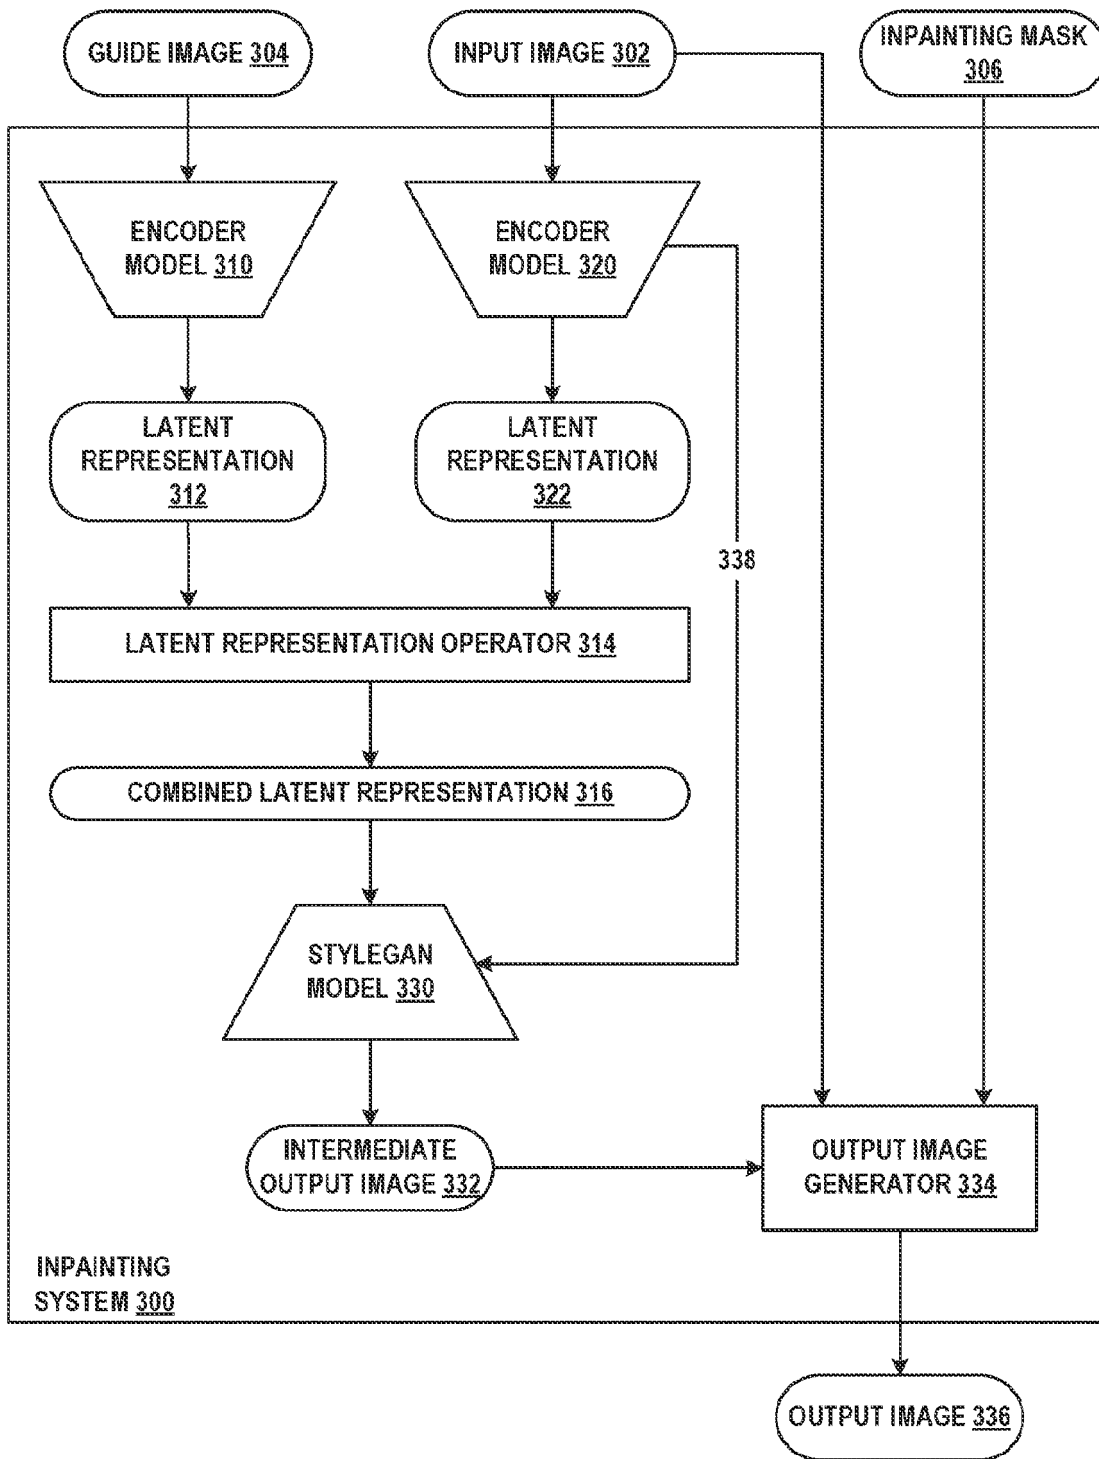 GUIDE IMAGE 304
INPUT IMAGE 302
INPAINTING MASK
306
ENCODER
MODEL 310
ENCODER
MODEL 320
LATENT
REPRESENTATION
312
LATENT
REPRESENTATION
322
338
LATENT REPRESENTATION OPERATOR 314
COMBINED LATENT REPRESENTATION 316
STYLEGAN
MODEL 330
INTERMEDIATE
OUTPUT IMAGE 332
OUTPUT IMAGE
GENERATOR 334
INPAINTING
SYSTEM 300
OUTPUT IMAGE 336